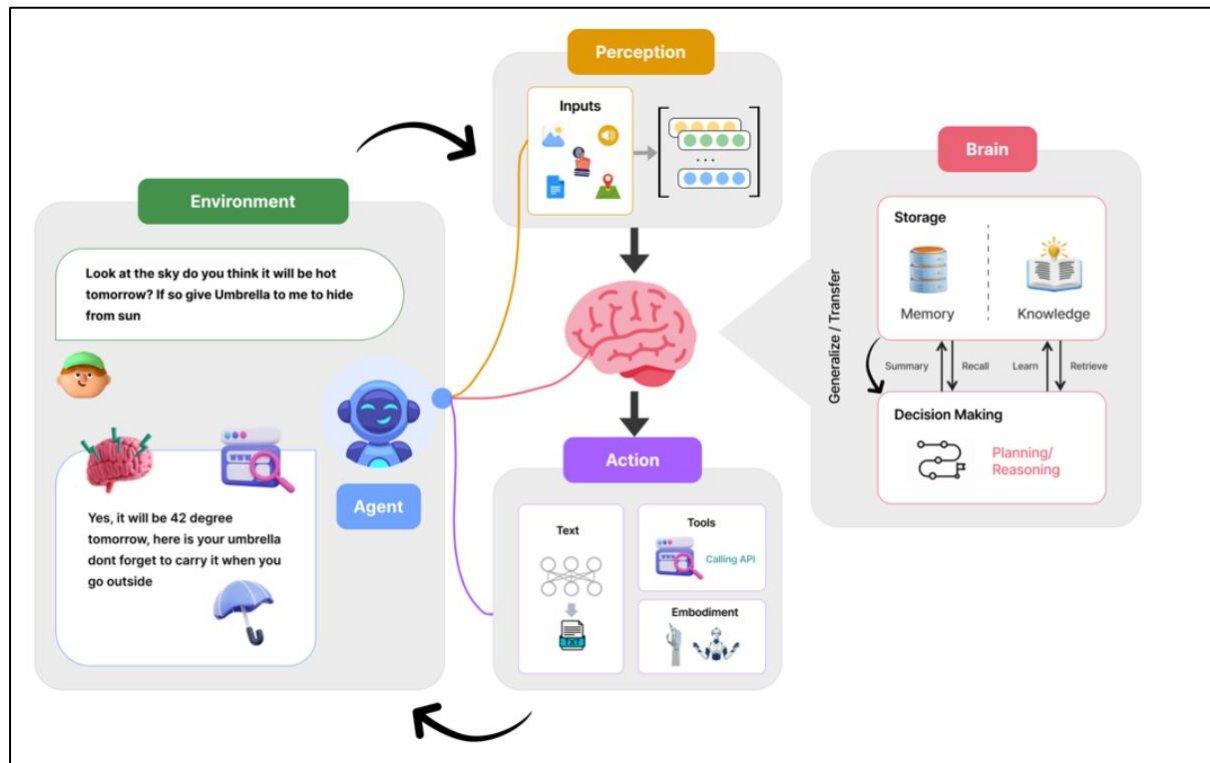 Perception
Inputs
...
Brain
Environment
Storage
Look at the sky do you think it will be hot
tomorrow? If so give Umbrella to me to hide
from sun
Memory
Knowledge
Generalize / Transfer
Summary
Recall
Learn
Retrieve
Decision Making
Planning/
Reasoning
Action
Agent
Yes, it will be 42 degree
tomorrow, here is your umbrella
dont forget to carry it when you
go outside
Text
TXT
Tools
Calling API
Embodiment